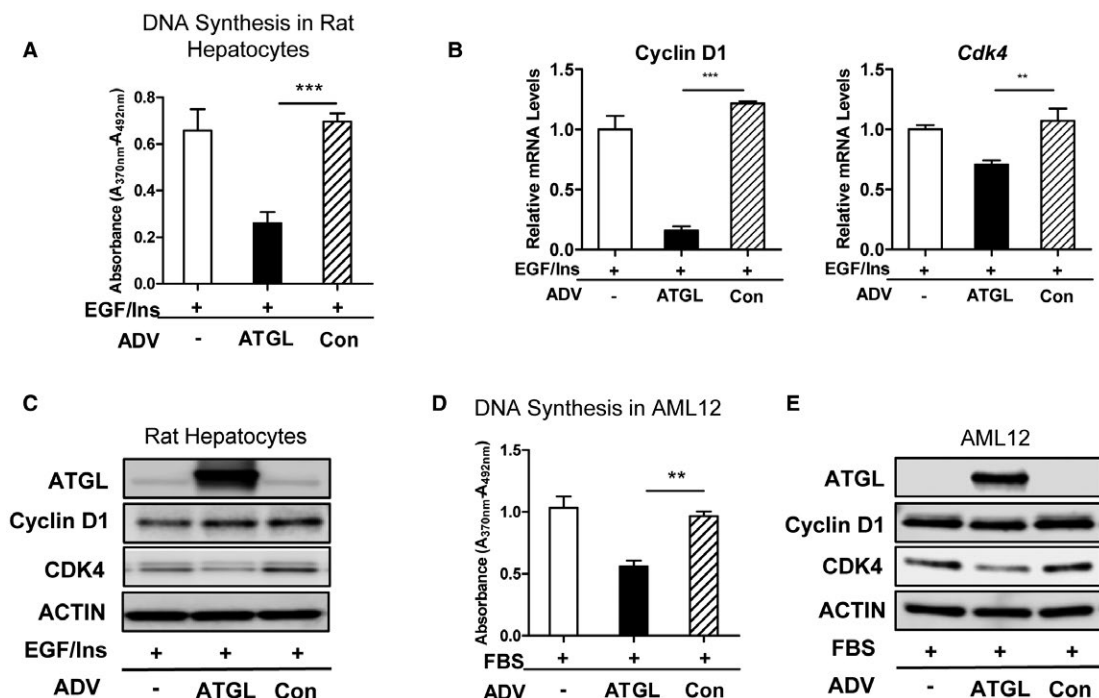 A
DNA Synthesis in Rat
Hepatocytes
Absorbance (A370nm-A492nm)
0.8
0.6
0.4
0.2
0.0
***
EGF/Ins + + +
ADV - ATGL Con
B
Cyclin D1
Relative mRNA Levels
1.5
1.0
0.5
0.0
***
EGF/Ins + + +
ADV - ATGL Con
Cdk4
Relative mRNA Levels
1.5
1.0
0.5
0.0
**
EGF/Ins + + +
ADV - ATGL Con
C
Rat Hepatocytes
ATGL
Cyclin D1
CDK4
ACTIN
EGF/Ins + + +
ADV - ATGL Con
D
DNA Synthesis in AML12
Absorbance (A370nm-A492nm)
1.5
1.0
0.5
0.0
**
FBS + + +
ADV - ATGL Con
E
AML12
ATGL
Cyclin D1
CDK4
ACTIN
FBS + + +
ADV - ATGL Con